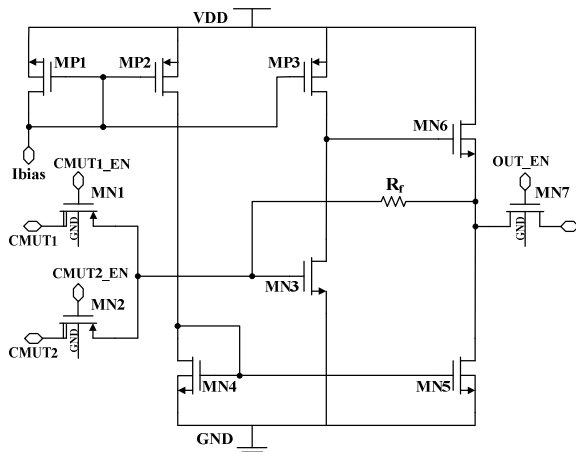 VDD
MP1
MP2
MP3
MN6
Ibias
CMUT1_EN
OUT_EN
MN1
MN7
Rf
GND
GND
CMUT1
CMUT2_EN
MN3
MN2
GND
CMUT2
MN4
MN5
GND